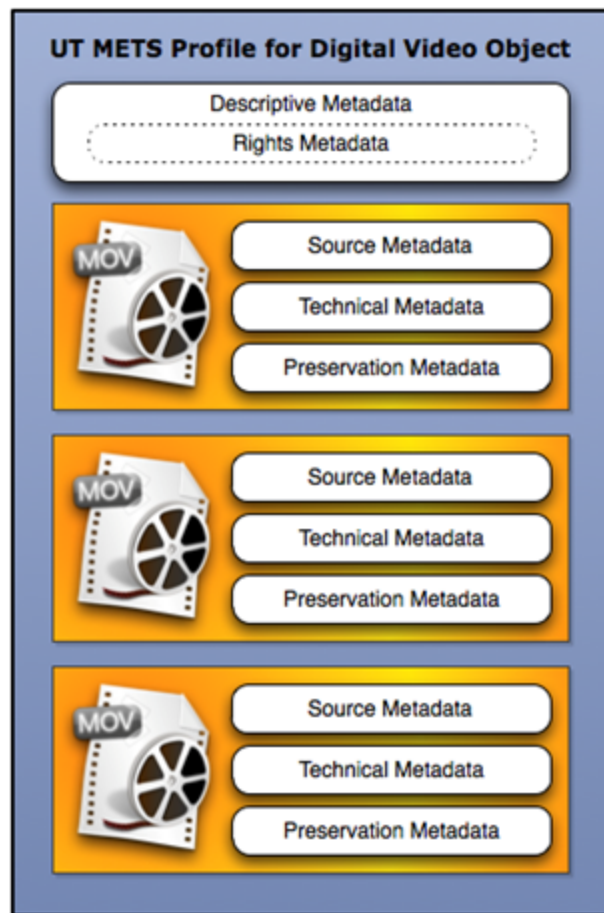 UT METS Profile for Digital Video Object
Descriptive Metadata
Rights Metadata
MOV
Source Metadata
Technical Metadata
Preservation Metadata
MOV
Source Metadata
Technical Metadata
Preservation Metadata
MOV
Source Metadata
Technical Metadata
Preservation Metadata